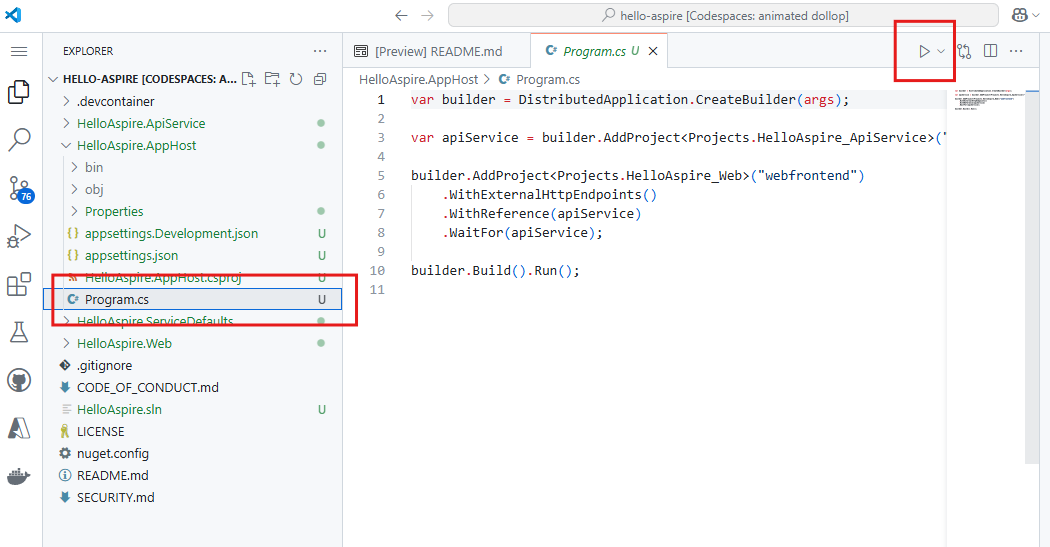 hello-aspire [Codespaces: animated dollop]
EXPLORER
HELLO-ASPIRE [CODESPACES: A...
.devcontainer
HelloAspire.ApiService
HelloAspire.AppHost
bin
obj
Properties
appsettings.Development.json U
appsettings.json U
HelloAspire.AppHost.csproj U
Program.cs U
HelloAspire.ServiceDefaults
HelloAspire.Web
.gitignore
CODE_OF_CONDUCT.md
HelloAspire.sln U
LICENSE
nuget.config
README.md
SECURITY.md
76
[Preview] README.md
Program.cs U
HelloAspire.AppHost > Program.cs
1 var builder = DistributedApplication.CreateBuilder(args);
2
3 var apiService = builder.AddProject<Projects.HelloAspire_ApiService>("
4
5 builder.AddProject<Projects.HelloAspire_Web>("webfrontend")
6 .WithExternalHttpEndpoints()
7 .WithReference(apiService)
8 .WaitFor(apiService);
9
10 builder.Build().Run();
11